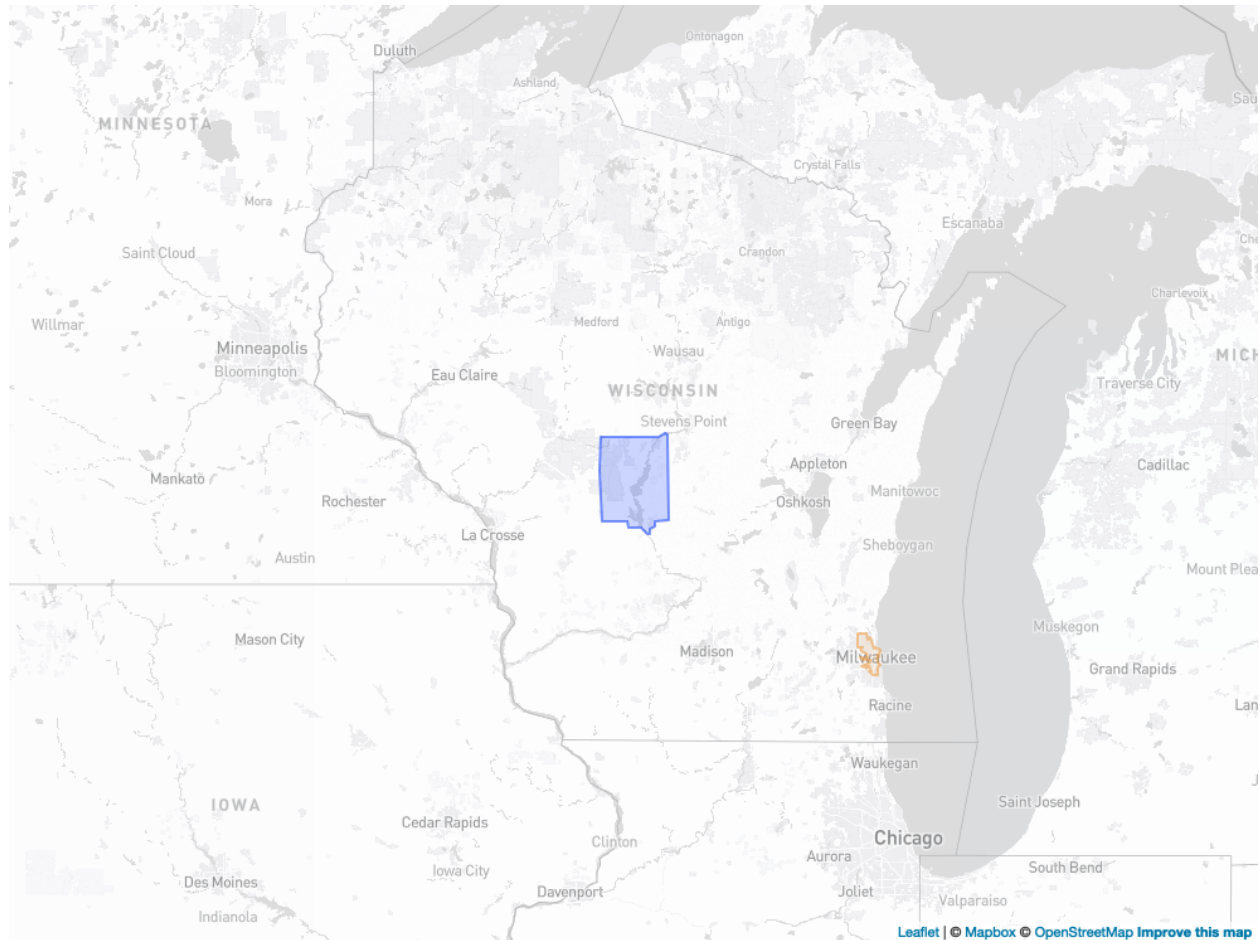 Duluth
Ontonagon
Ashland
Sau
MINNESOTA
Crystal Falls
Mora
Escanaba
Saint Cloud
Crandon
Che
Charlevoix
Willmar
Medford
Antigo
Minneapolis
Wausau
MICH
Bloomington
Eau Claire
Traverse City
WISCONSIN
Stevens Point
Green Bay
Appleton
Cadillac
Mankato
Manitowoc
Rochester
Oshkosh
La Crosse
Sheboygan
Austin
Mount Plea
Muskegon
Mason City
Madison
Milwaukee
Grand Rapids
Racine
Lan
Waukegan
J
IOWA
Saint Joseph
Cedar Rapids
Clinton
Chicago
Aurora
Iowa City
South Bend
Des Moines
Davenport
Joliet
Valparaiso
Indianola
Leaflet | © Mapbox © OpenStreetMap Improve this map